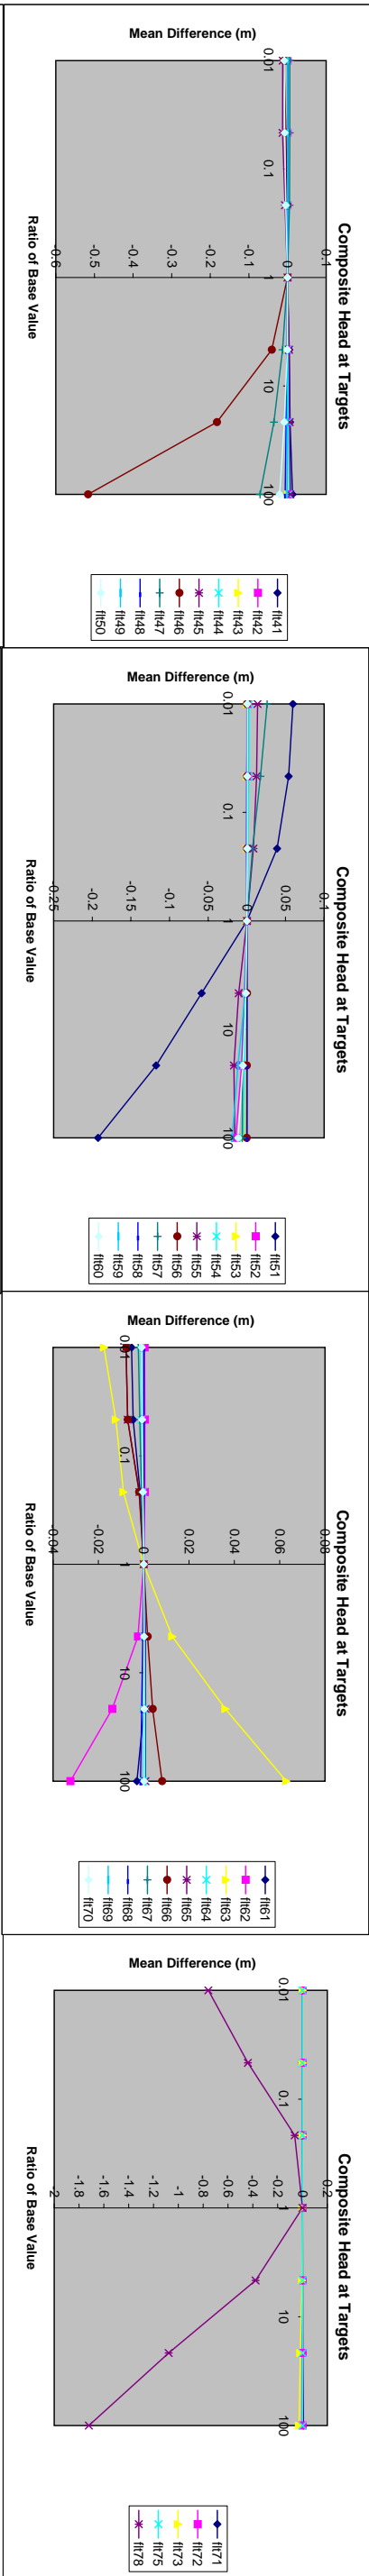 Composite Head at Targets
Mean Difference (m)
0.1
0
-0.1
-0.2
-0.3
-0.4
-0.5
-0.6
0.01 0.1 1 10 100
Ratio of Base Value
flt41
flt42
flt43
flt44
flt45
flt46
flt47
flt48
flt49
flt50
Composite Head at Targets
Mean Difference (m)
0.1
0.05
0
-0.05
-0.1
-0.15
-0.2
-0.25
0.01 0.1 1 10 100
Ratio of Base Value
flt51
flt52
flt53
flt54
flt55
flt56
flt57
flt58
flt59
flt60
Composite Head at Targets
Mean Difference (m)
0.08
0.06
0.04
0.02
0
-0.02
-0.04
0.01 0.1 1 10 100
Ratio of Base Value
flt61
flt62
flt63
flt64
flt65
flt66
flt67
flt68
flt69
flt70
Composite Head at Targets
Mean Difference (m)
0.2
0
-0.2
-0.4
-0.6
-0.8
-1
-1.2
-1.4
-1.6
-1.8
-2
0.01 0.1 1 10 100
Ratio of Base Value
flt71
flt72
flt73
flt75
flt78